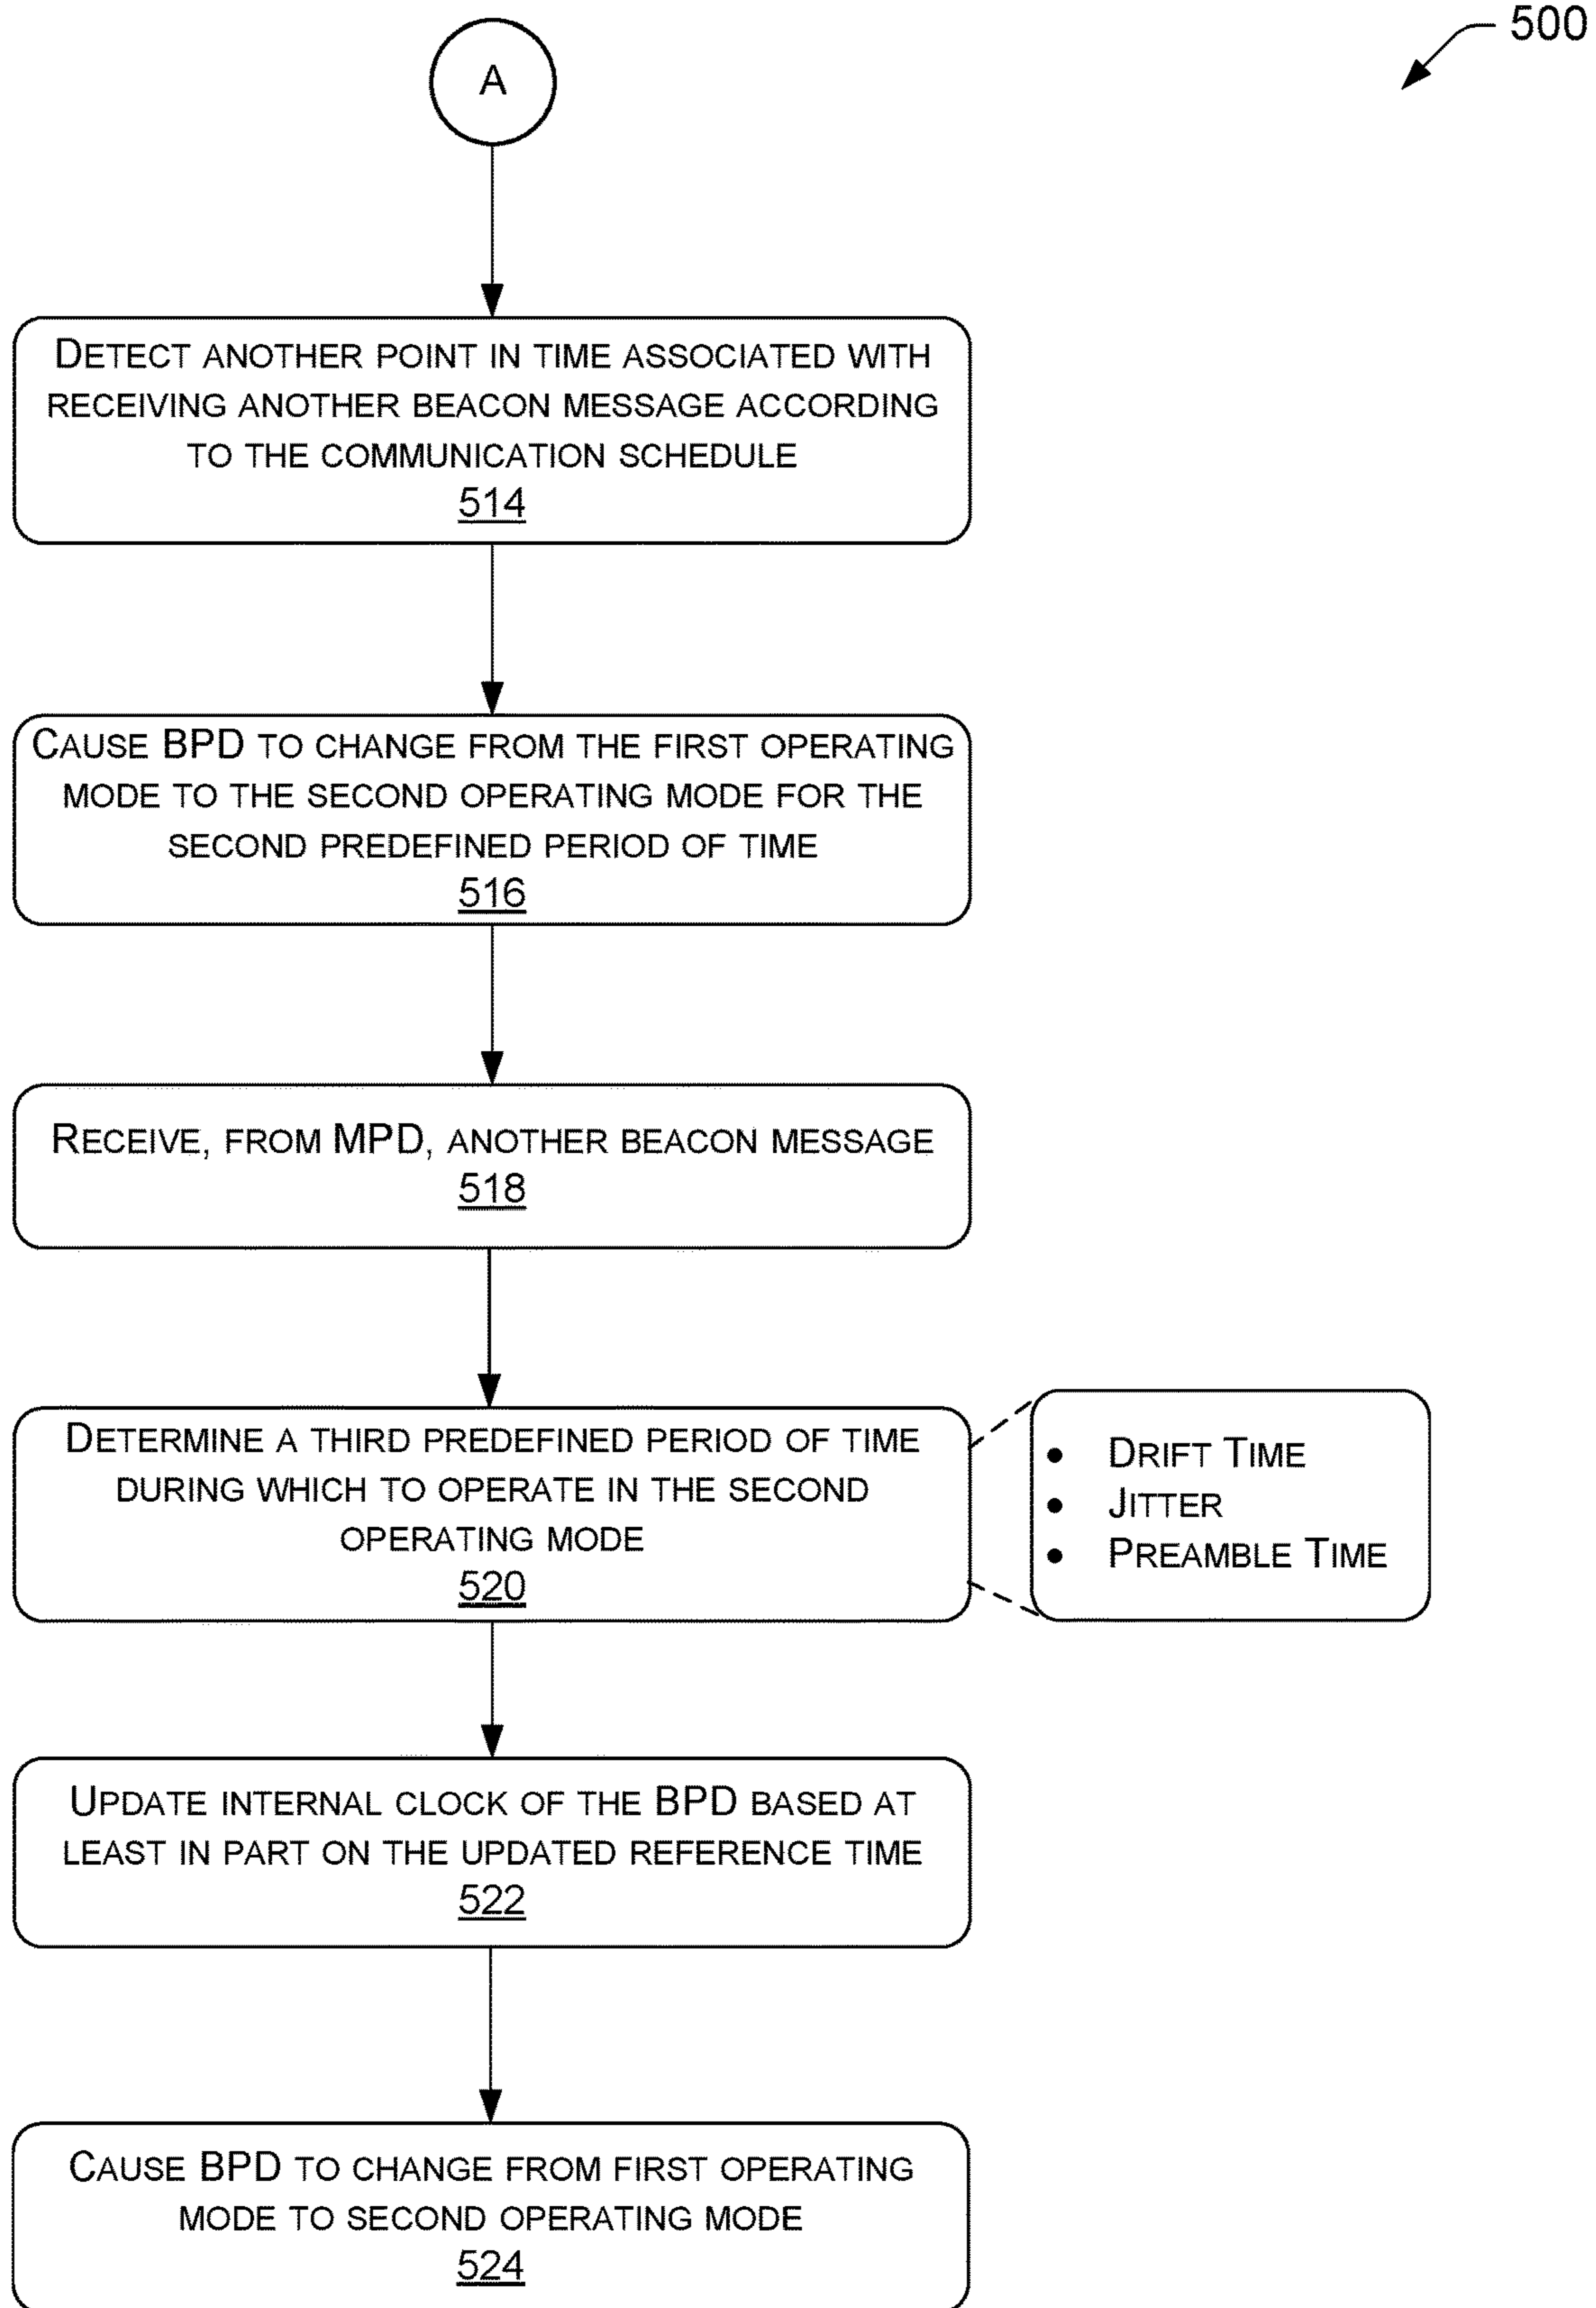 500
A
DETECT ANOTHER POINT IN TIME ASSOCIATED WITH
RECEIVING ANOTHER BEACON MESSAGE ACCORDING
TO THE COMMUNICATION SCHEDULE
514
CAUSE BPD TO CHANGE FROM THE FIRST OPERATING
MODE TO THE SECOND OPERATING MODE FOR THE
SECOND PREDEFINED PERIOD OF TIME
516
RECEIVE, FROM MPD, ANOTHER BEACON MESSAGE
518
DETERMINE A THIRD PREDEFINED PERIOD OF TIME
DURING WHICH TO OPERATE IN THE SECOND
OPERATING MODE
520
• DRIFT TIME
• JITTER
• PREAMBLE TIME
UPDATE INTERNAL CLOCK OF THE BPD BASED AT
LEAST IN PART ON THE UPDATED REFERENCE TIME
522
CAUSE BPD TO CHANGE FROM FIRST OPERATING
MODE TO SECOND OPERATING MODE
524